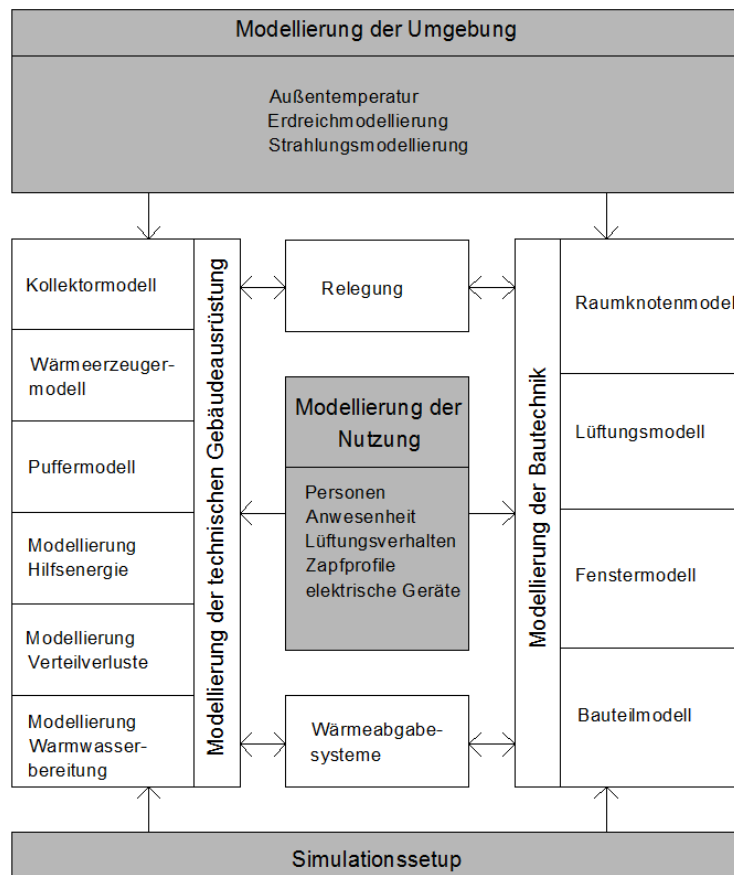 Modellierung der Umgebung
Außentemperatur
Erdreichmodellierung
Strahlungsmodellierung
Kollektormodell
Wärmeerzeuger-
modell
Puffermodell
Modellierung
Hilfsenergie
Modellierung
Verteilverluste
Modellierung
Warmwasser-
bereitung
Modellierung der technischen Gebäudeausrüstung
Relegung
Modellierung der
Nutzung
Personen
Anwesenheit
Lüftungsverhalten
Zapfprofile
elektrische Geräte
Wärmeabgabe-
systeme
Modellierung der Bautechnik
Raumknotenmodel
Lüftungsmodell
Fenstermodell
Bauteilmodell
Simulationssetup